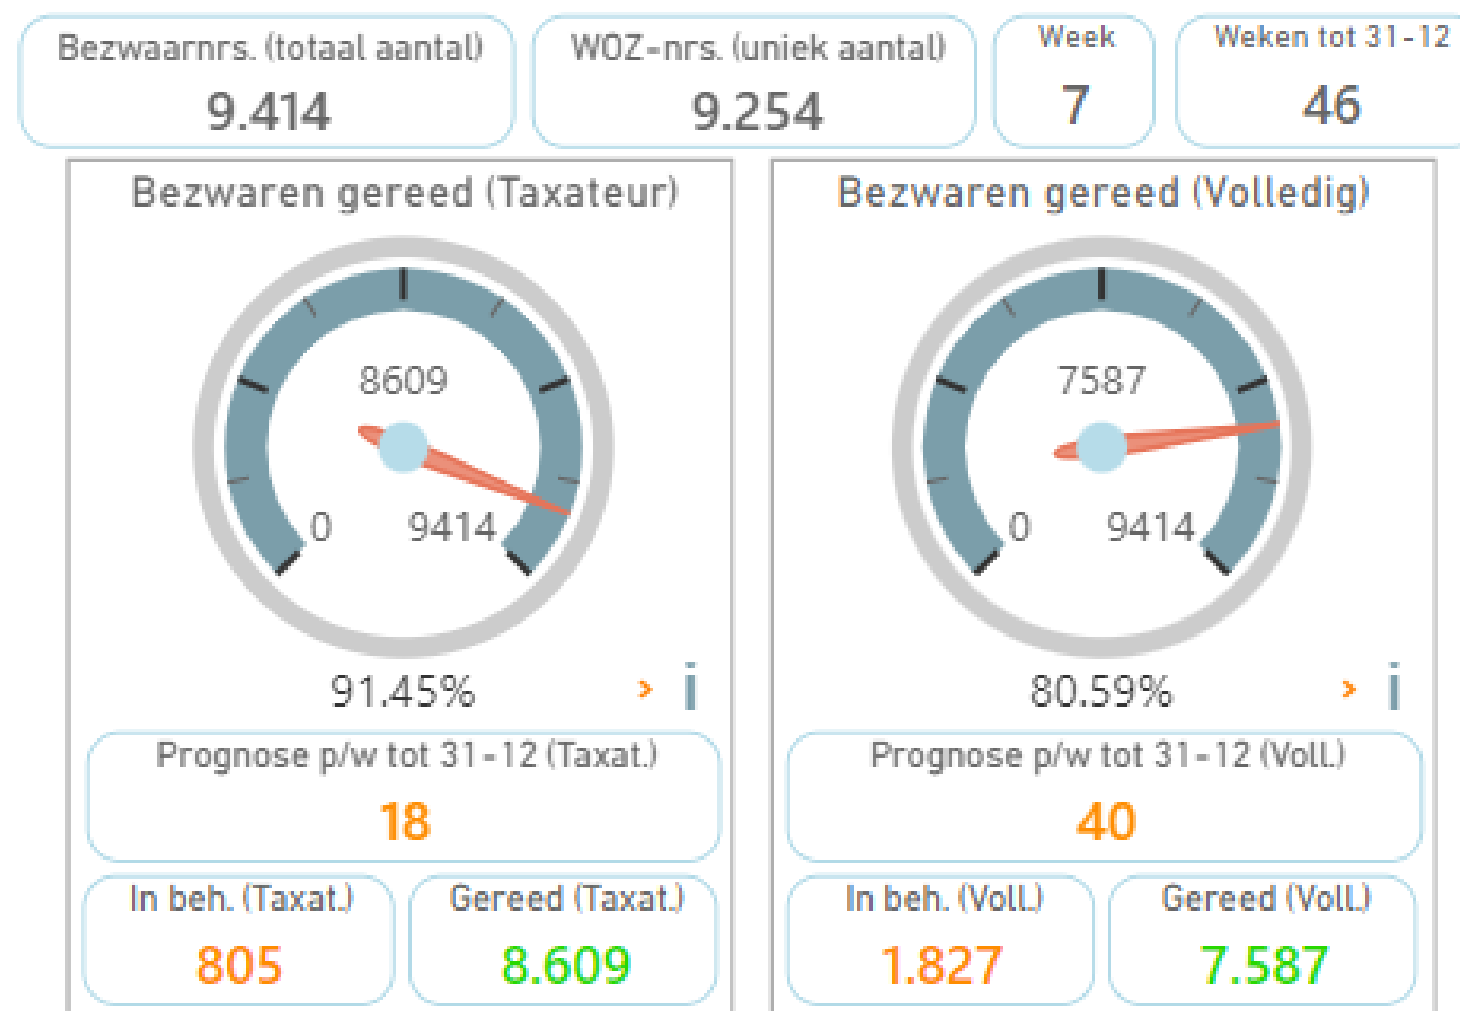 Bezwaarnrs. (totaal aantal)
9.414
WOZ-nrs. (uniek aantal)
9.254
Week
7
Weken tot 31-12
46
Bezwaren gereed (Taxateur)
8609
0
9414
91.45%
> i
Prognose p/w tot 31-12 (Taxat.)
18
In beh. (Taxat.)
805
Gereed (Taxat.)
8.609
Bezwaren gereed (Volledig)
7587
0
9414
80.59%
> i
Prognose p/w tot 31-12 (Voll.)
40
In beh. (Voll.)
1.827
Gereed (Voll.)
7.587